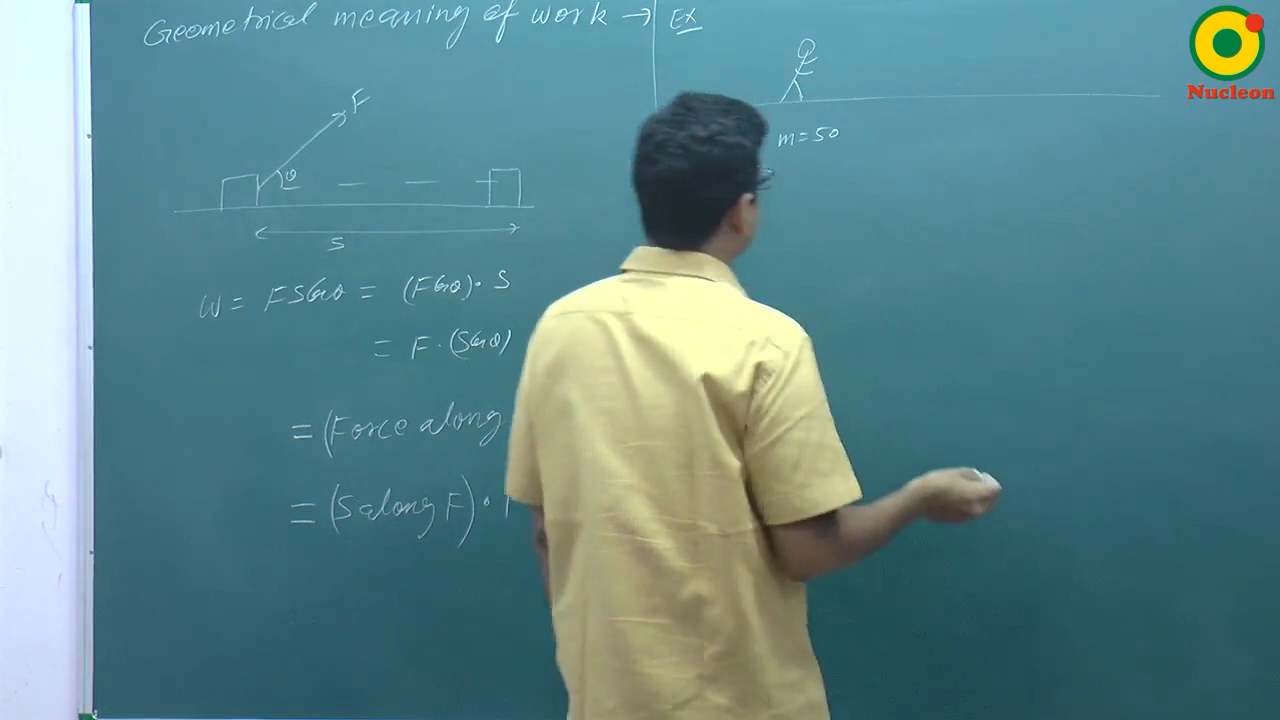 Geometrical meaning of work →
F
θ
S
W = FScosθ = (Fcosθ)·S
= F·(Scosθ)
= (Force along
= (S along F)·
Ex
m = 50
Nucleon